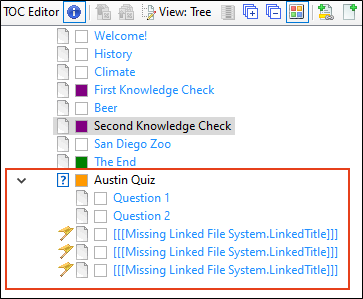 TOC Editor
View: Tree
Welcome!
History
Climate
First Knowledge Check
Beer
Second Knowledge Check
San Diego Zoo
The End
Austin Quiz
Question 1
Question 2
[[[Missing Linked File System.LinkedTitle]]]
[[[Missing Linked File System.LinkedTitle]]]
[[[Missing Linked File System.LinkedTitle]]]